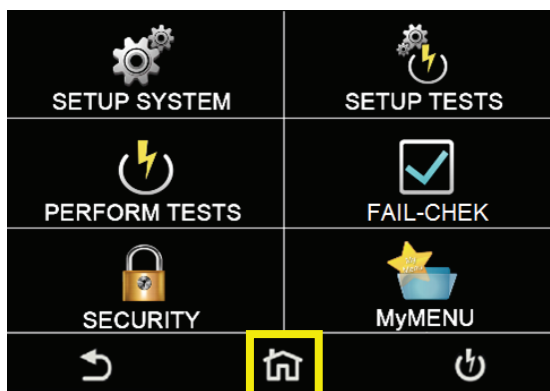 SETUP SYSTEM
SETUP TESTS
PERFORM TESTS
FAIL-CHEK
SECURITY
MyMENU